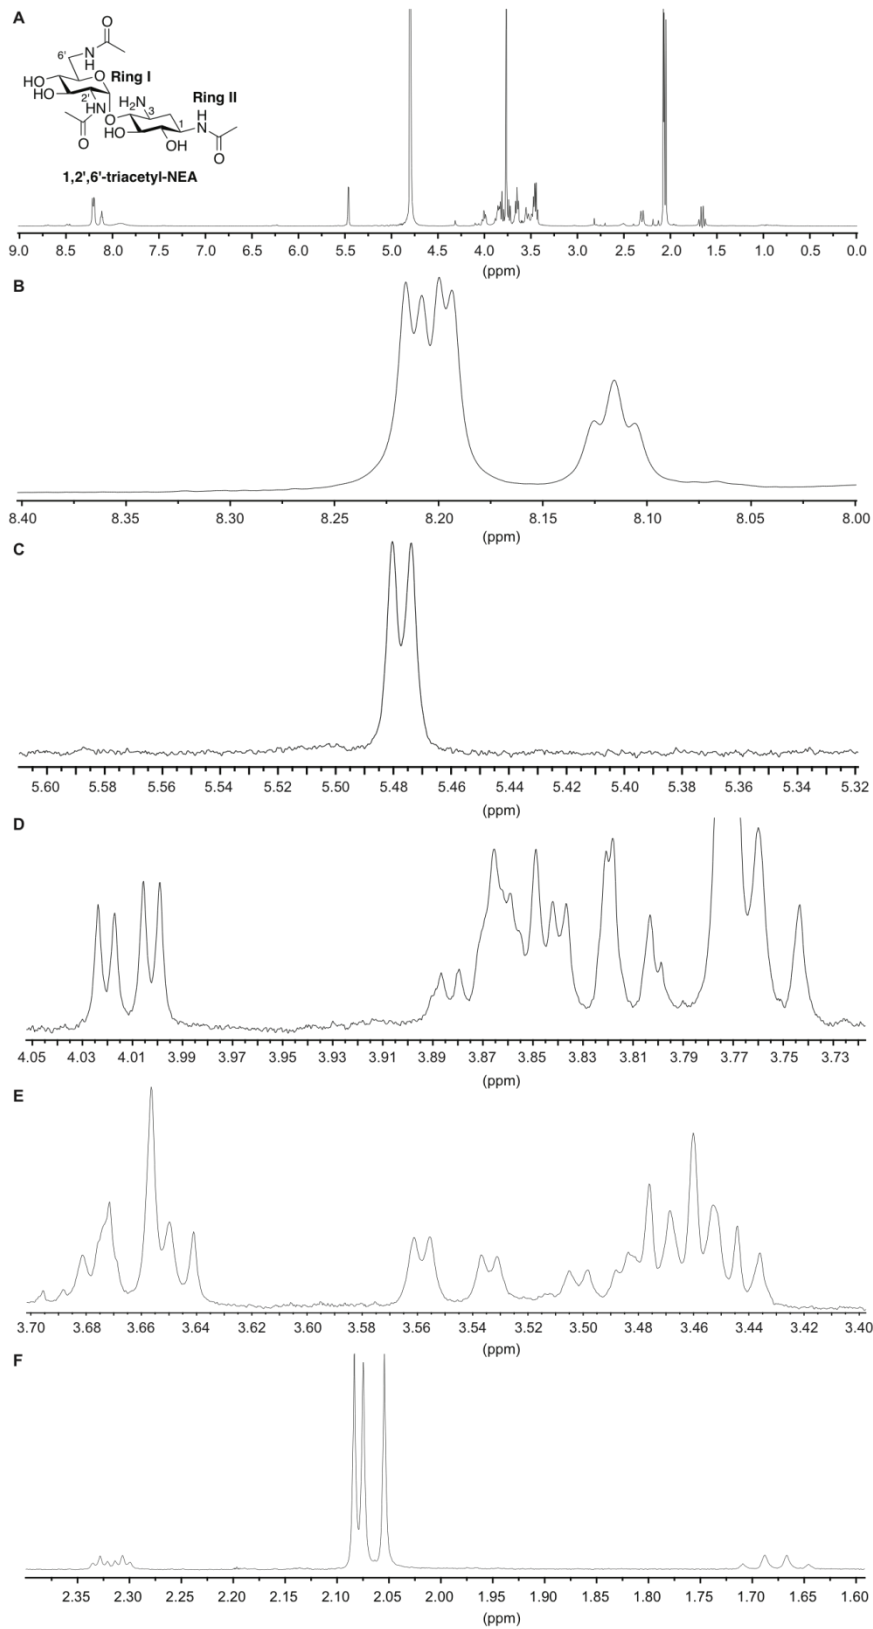 A
O
6'
N
H
O
Ring I
HO
HO
2'
HN
H₂N
3
Ring II
H
O
1
N
HO
OH
O
O
1,2',6'-triacetyl-NEA
9.0 8.5 8.0 7.5 7.0 6.5 6.0 5.5 5.0 4.5 4.0 3.5 3.0 2.5 2.0 1.5 1.0 0.5 0.0
(ppm)
B
8.40 8.35 8.30 8.25 8.20 8.15 8.10 8.05 8.00
(ppm)
C
5.60 5.58 5.56 5.54 5.52 5.50 5.48 5.46 5.44 5.42 5.40 5.38 5.36 5.34 5.32
(ppm)
D
4.05 4.03 4.01 3.99 3.97 3.95 3.93 3.91 3.89 3.87 3.85 3.83 3.81 3.79 3.77 3.75 3.73
(ppm)
E
3.70 3.68 3.66 3.64 3.62 3.60 3.58 3.56 3.54 3.52 3.50 3.48 3.46 3.44 3.42 3.40
(ppm)
F
2.35 2.30 2.25 2.20 2.15 2.10 2.05 2.00 1.95 1.90 1.85 1.80 1.75 1.70 1.65 1.60
(ppm)